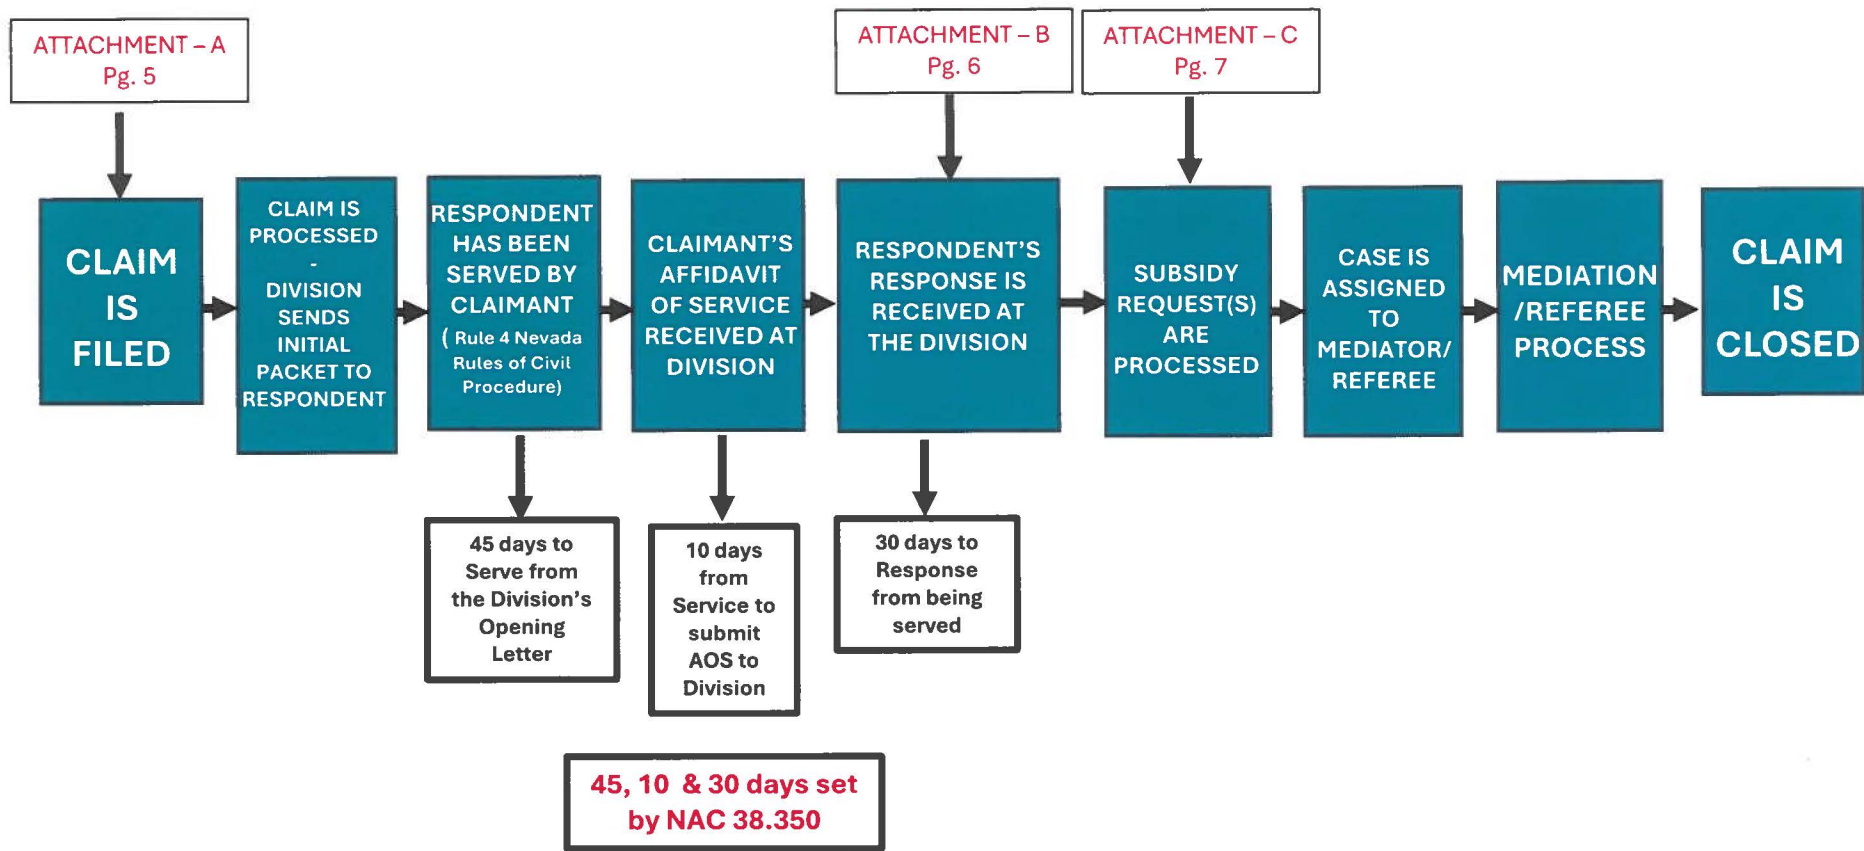 ATTACHMENT – A
Pg. 5
ATTACHMENT – B
Pg. 6
ATTACHMENT – C
Pg. 7
CLAIM
IS
FILED
CLAIM IS
PROCESSED
-
DIVISION
SENDS
INITIAL
PACKET TO
RESPONDENT
RESPONDENT
HAS BEEN
SERVED BY
CLAIMANT
( Rule 4 Nevada
Rules of Civil
Procedure)
CLAIMANT’S
AFFIDAVIT
OF SERVICE
RECEIVED AT
DIVISION
RESPONDENT’S
RESPONSE IS
RECEIVED AT
THE DIVISION
SUBSIDY
REQUEST(S)
ARE
PROCESSED
CASE IS
ASSIGNED
TO
MEDIATOR/
REFEREE
MEDIATION
/REFEREE
PROCESS
CLAIM
IS
CLOSED
45 days to
Serve from
the Division’s
Opening
Letter
10 days
from
Service to
submit
AOS to
Division
30 days to
Response
from being
served
45, 10 & 30 days set
by NAC 38.350